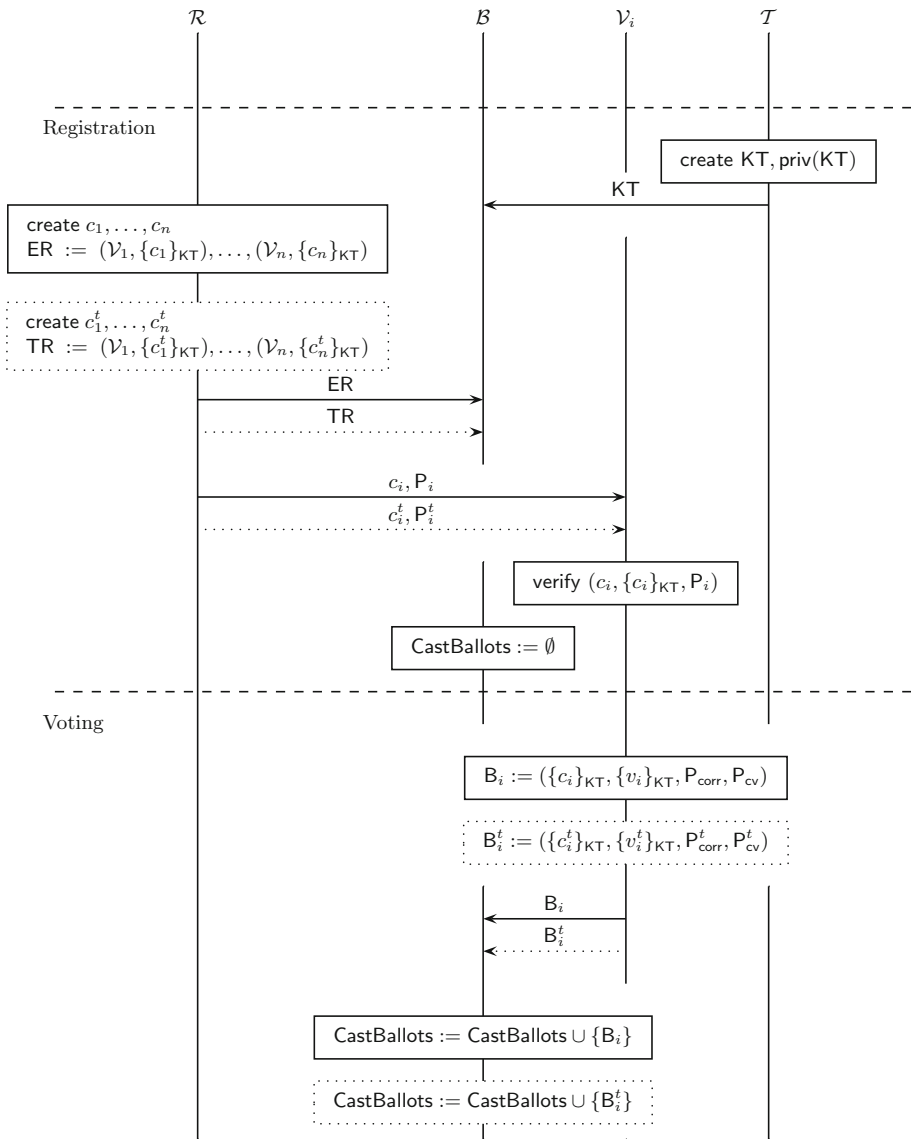 R B V_i T
Registration
create KT, priv(KT)
KT
create c_1, . . . , c_n
ER := (V_1, {c_1}_KT), . . . , (V_n, {c_n}_KT)
create c_1^t, . . . , c_n^t
TR := (V_1, {c_1^t}_KT), . . . , (V_n, {c_n^t}_KT)
ER
TR
c_i, P_i
c_i^t, P_i^t
verify (c_i, {c_i}_KT, P_i)
CastBallots := ∅
Voting
B_i := ({c_i}_KT, {v_i}_KT, P_corr, P_cv)
B_i^t := ({c_i^t}_KT, {v_i^t}_KT, P_corr^t, P_cv^t)
B_i
B_i^t
CastBallots := CastBallots ∪ {B_i}
CastBallots := CastBallots ∪ {B_i^t}